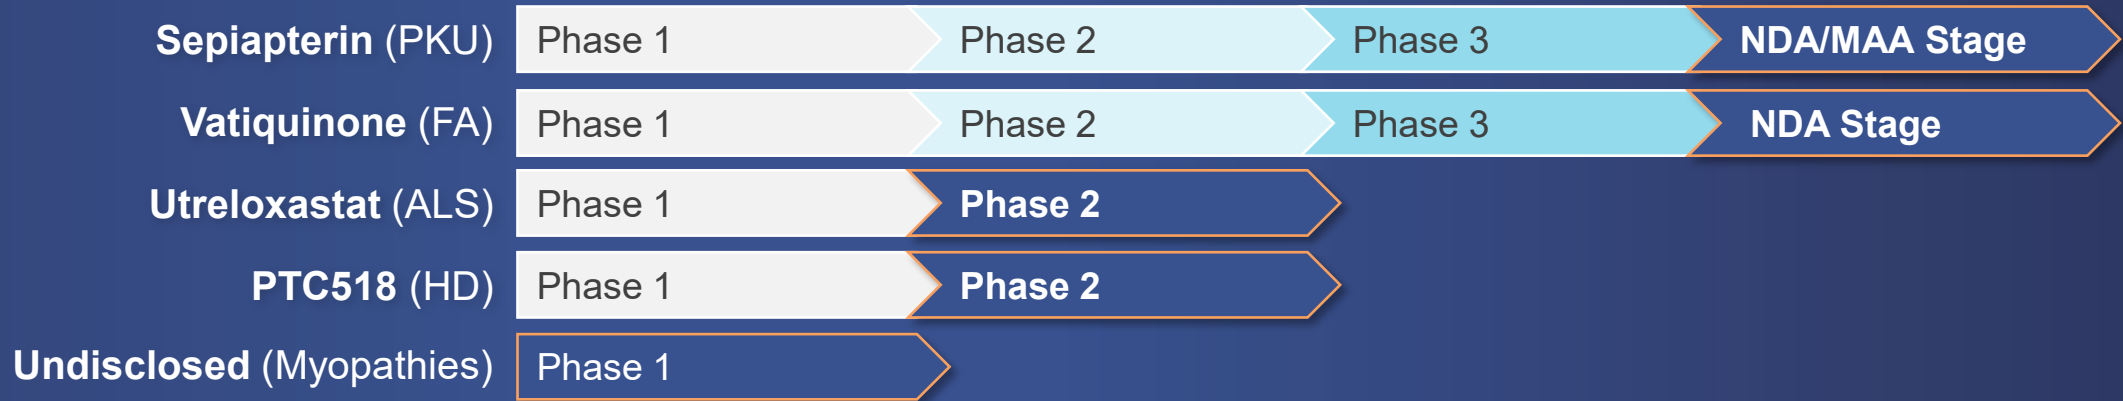 Sepiapterin (PKU) Phase 1 Phase 2 Phase 3 NDA/MAA Stage
Vatiquinone (FA) Phase 1 Phase 2 Phase 3 NDA Stage
Utreloxastat (ALS) Phase 1 Phase 2
PTC518 (HD) Phase 1 Phase 2
Undisclosed (Myopathies) Phase 1